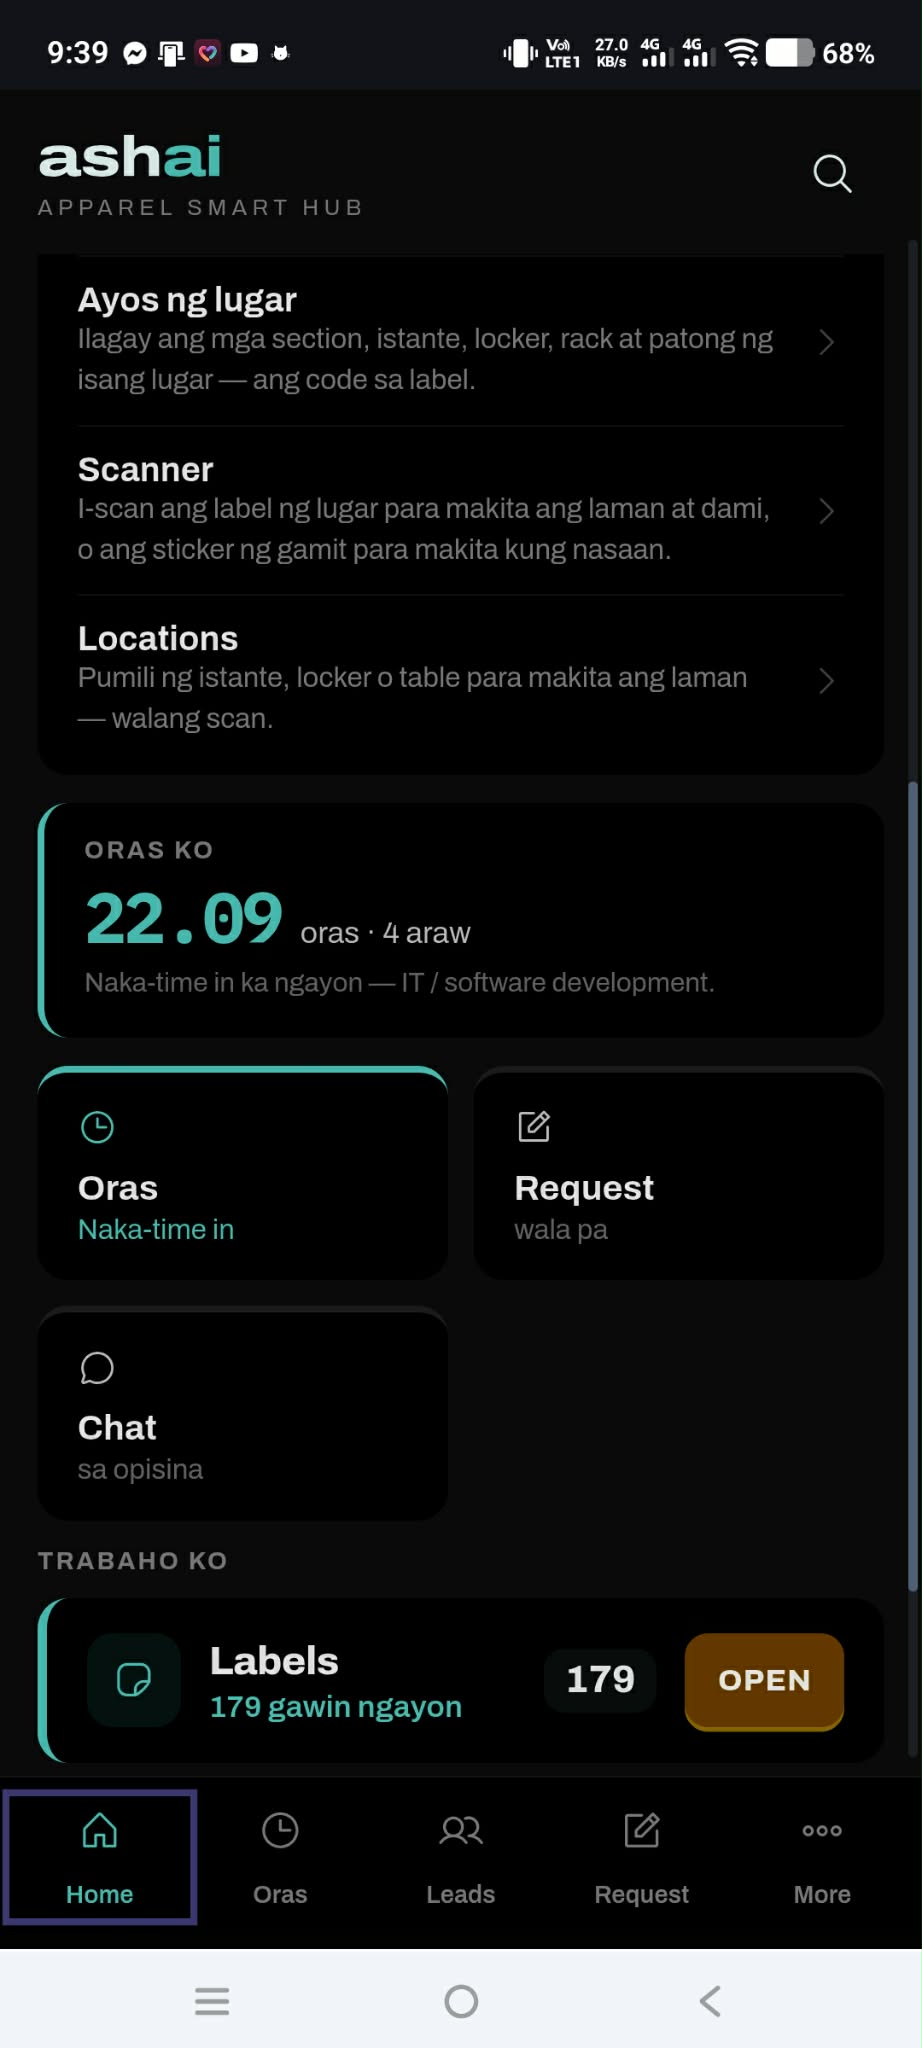 9:39
Vo) LTE1
27.0 KB/s
4G
4G
68%
ashai
APPAREL SMART HUB
Ayos ng lugar
Ilagay ang mga section, istante, locker, rack at patong ng
isang lugar — ang code sa label.
Scanner
I-scan ang label ng lugar para makita ang laman at dami,
o ang sticker ng gamit para makita kung nasaan.
Locations
Pumili ng istante, locker o table para makita ang laman
— walang scan.
ORAS KO
22.09 oras · 4 araw
Naka-time in ka ngayon — IT / software development.
Oras
Naka-time in
Request
wala pa
Chat
sa opisina
TRABAHO KO
Labels
179 gawin ngayon
179
OPEN
Home
Oras
Leads
Request
More